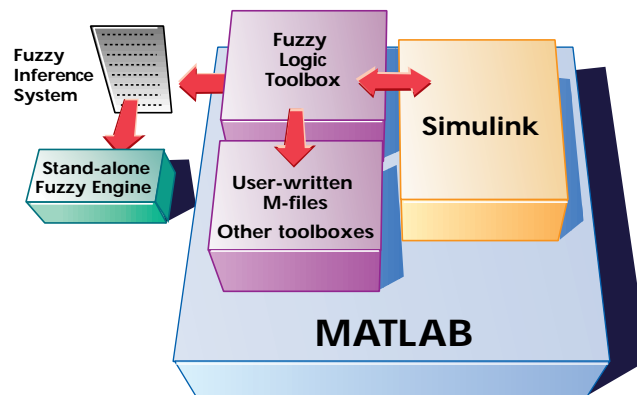 Fuzzy
Inference
System
Fuzzy
Logic
Toolbox
Simulink
Stand-alone
Fuzzy Engine
User-written
M-files
Other toolboxes
MATLAB